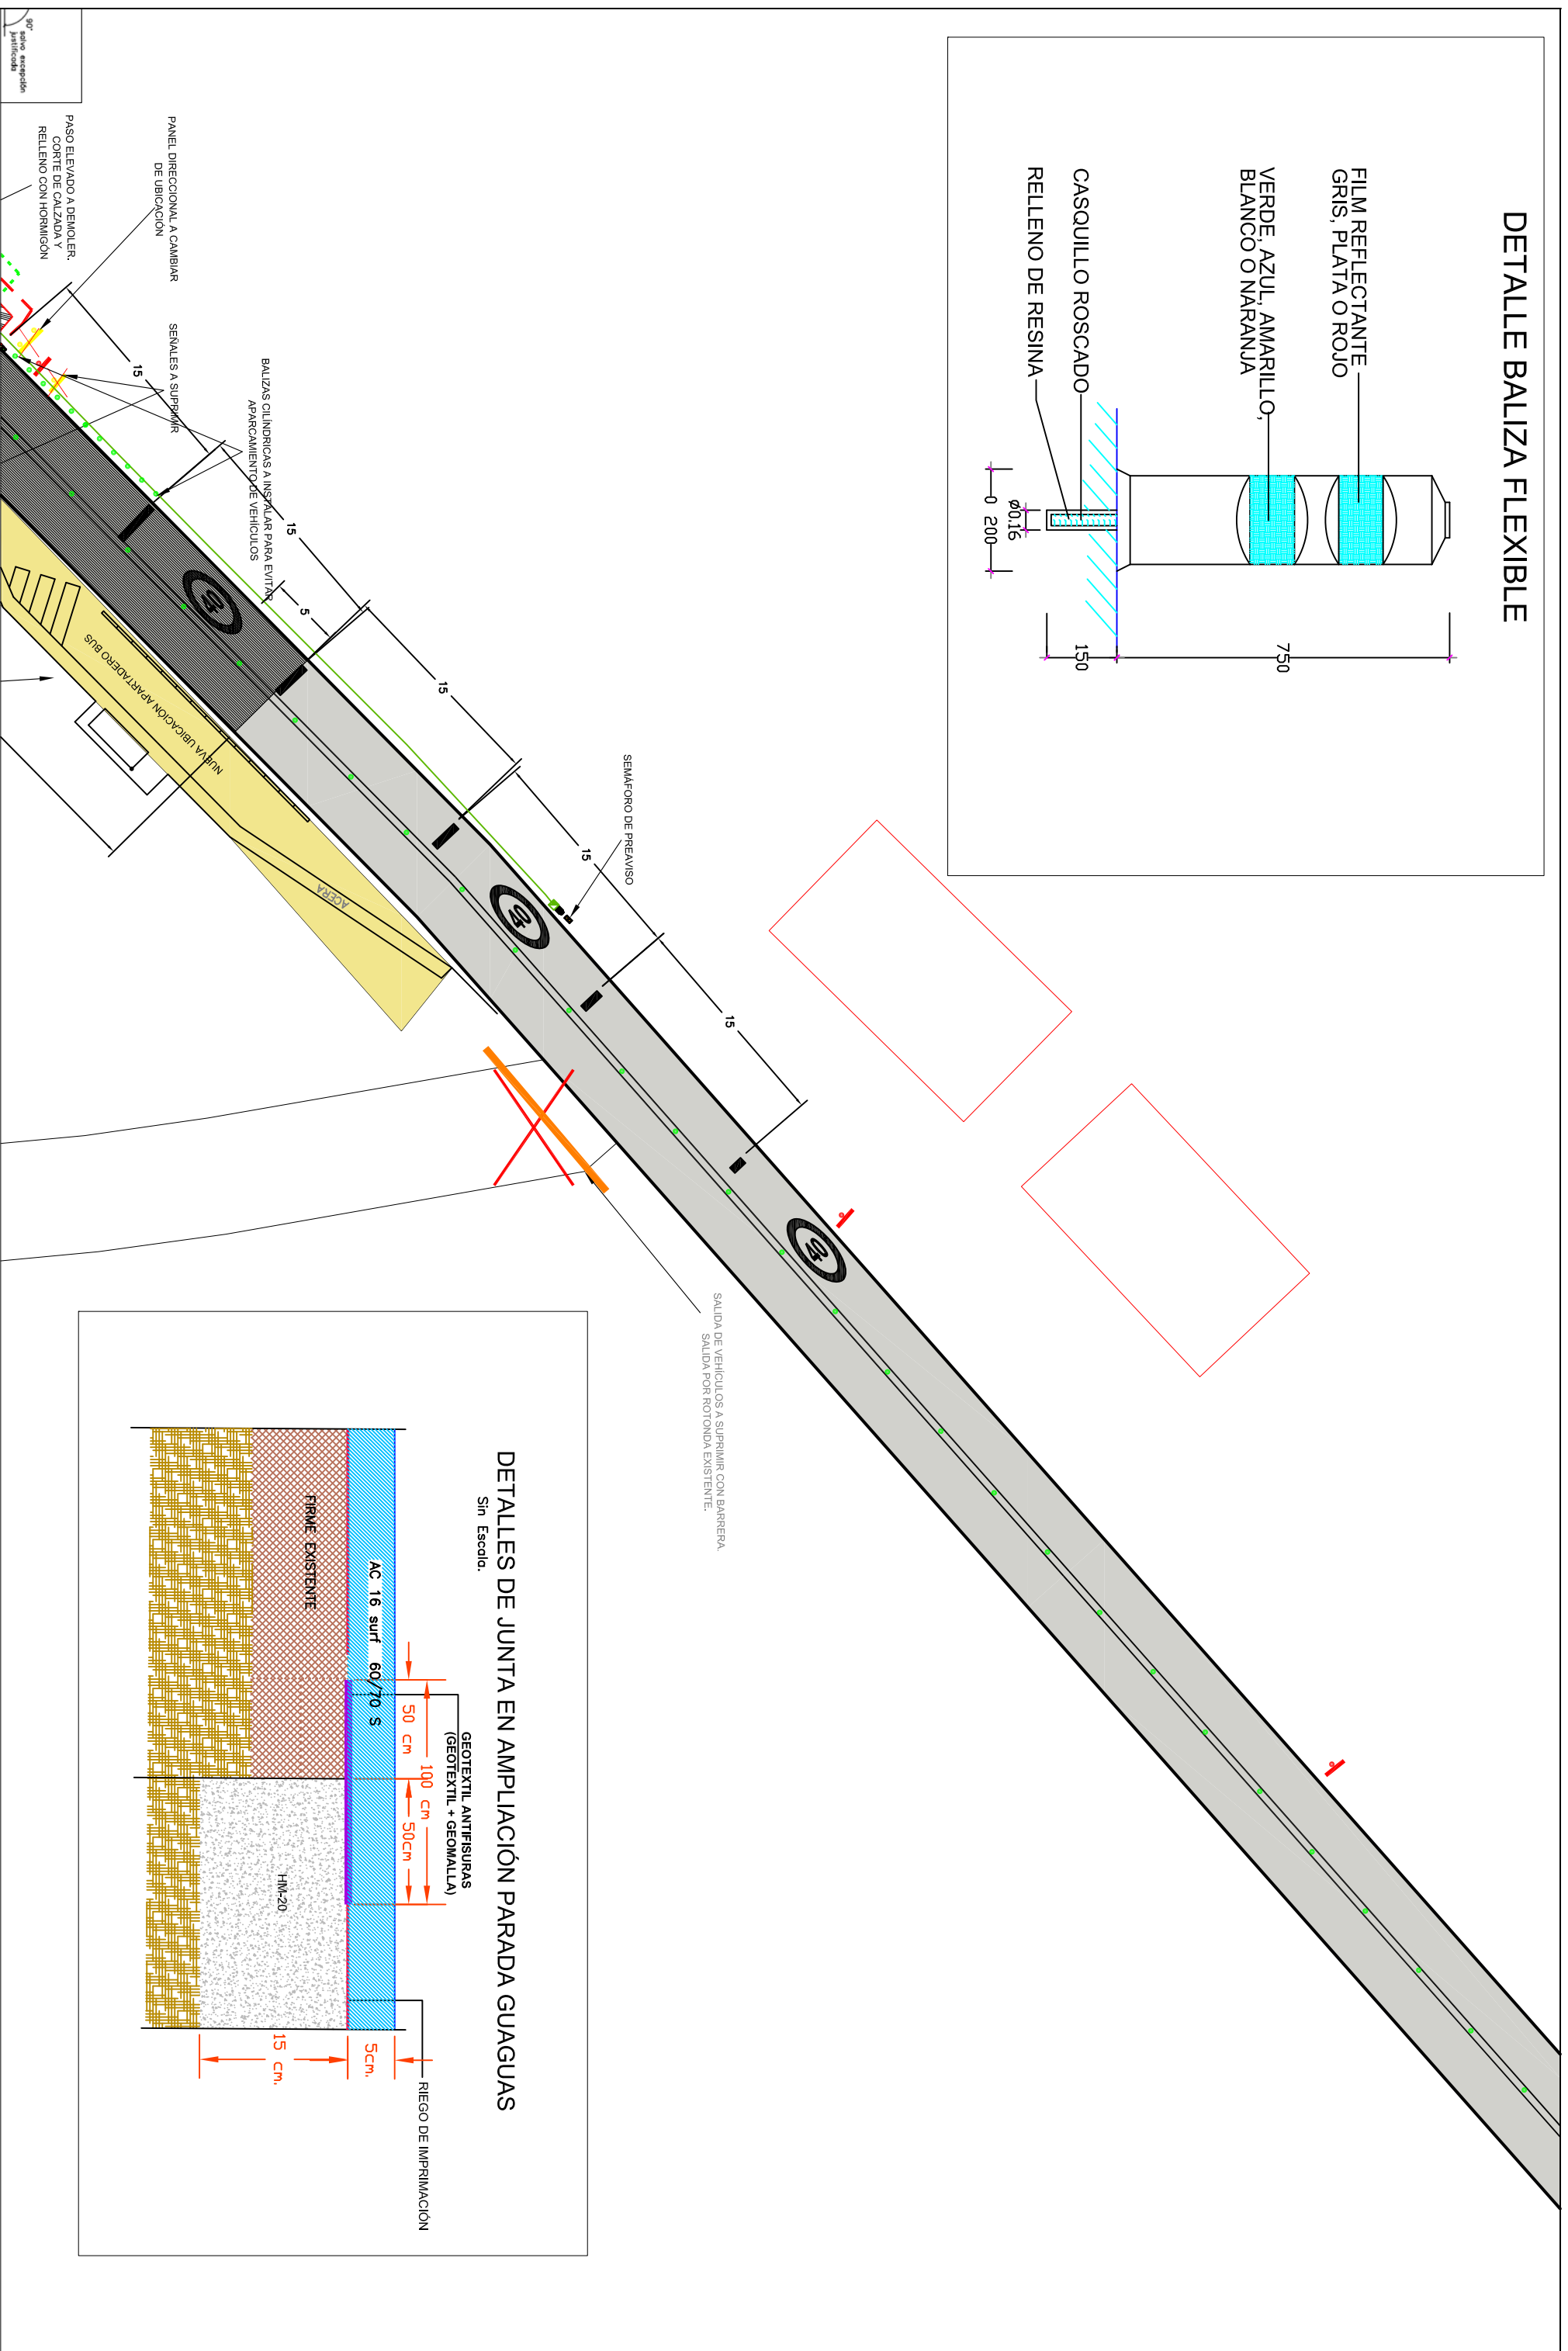 DETALLE BALIZA FLEXIBLE
FILM REFLECTANTE
GRIS, PLATA O ROJO
VERDE, AZUL, AMARILLO,
BLANCO O NARANJA
CASQUILLO ROSCADO
RELLENO DE RESINA
750
150
Ø0.16
0 200
90°
salvo excepción
justificada
PASO ELEVADO A DEMOLER.
CORTE DE CALZADA Y
RELLENO CON HORMIGÓN
PANEL DIRECCIONAL A CAMBIAR
DE UBICACIÓN
SEÑALES A SUPRIMIR
BALIZAS CILÍNDRICAS A INSTALAR PARA EVITAR
APARCAMIENTO DE VEHÍCULOS
15
15
5
15
15
15
SEMÁFORO DE PREAVISO
40
40
40
NUEVA UBICACIÓN APARTADERO BUS
ACERA
SALIDA DE VEHÍCULOS A SUPRIMIR CON BARRERA.
SALIDA POR ROTONDA EXISTENTE.
DETALLES DE JUNTA EN AMPLIACIÓN PARADA GUAGUAS
Sin Escala.
GEOTEXTIL ANTIFISURAS
(GEOTEXTIL + GEOMALLA)
100 cm
50 cm
50cm
RIEGO DE IMPRIMACIÓN
AC 16 surf 60/70 S
5cm.
FIRME EXISTENTE
HM-20
15 cm.